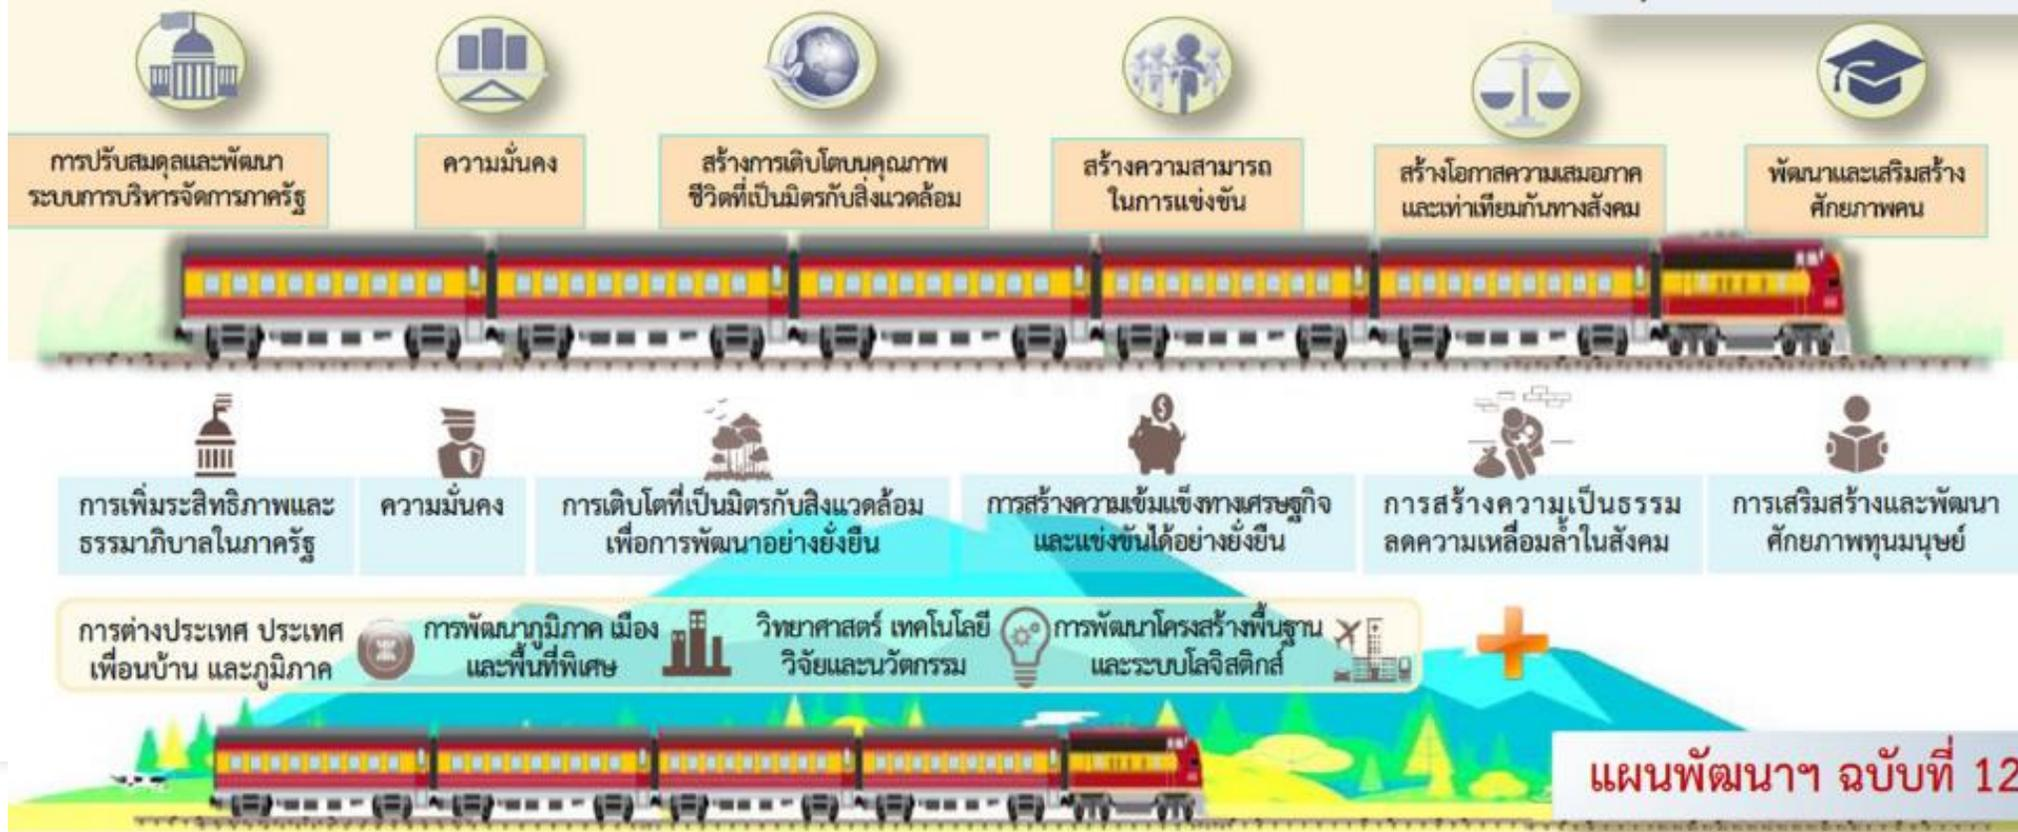 การปรับสมดุลและพัฒนา
ระบบการบริหารจัดการภาครัฐ
ความมั่นคง
สร้างการเติบโตบนคุณภาพ
ชีวิตที่เป็นมิตรกับสิ่งแวดล้อม
สร้างความสามารถ
ในการแข่งขัน
สร้างโอกาสความเสมอภาค
และเท่าเทียมกันทางสังคม
พัฒนาและเสริมสร้าง
ศักยภาพคน
การเพิ่มระสิทธิภาพและ
ธรรมาภิบาลในภาครัฐ
ความมั่นคง
การเติบโตที่เป็นมิตรกับสิ่งแวดล้อม
เพื่อการพัฒนาอย่างยั่งยืน
การสร้างความเข้มแข็งทางเศรษฐกิจ
และแข่งขันได้อย่างยั่งยืน
การสร้างความเป็นธรรม
ลดความเหลื่อมล้ำในสังคม
การเสริมสร้างและพัฒนา
ศักยภาพทุนมนุษย์
การต่างประเทศ ประเทศ
เพื่อนบ้าน และภูมิภาค
การพัฒนาภูมิภาค เมือง
และพื้นที่พิเศษ
วิทยาศาสตร์ เทคโนโลยี
วิจัยและนวัตกรรม
การพัฒนาโครงสร้างพื้นฐาน
และระบบโลจิสติกส์
แผนพัฒนาฯ ฉบับที่ 12